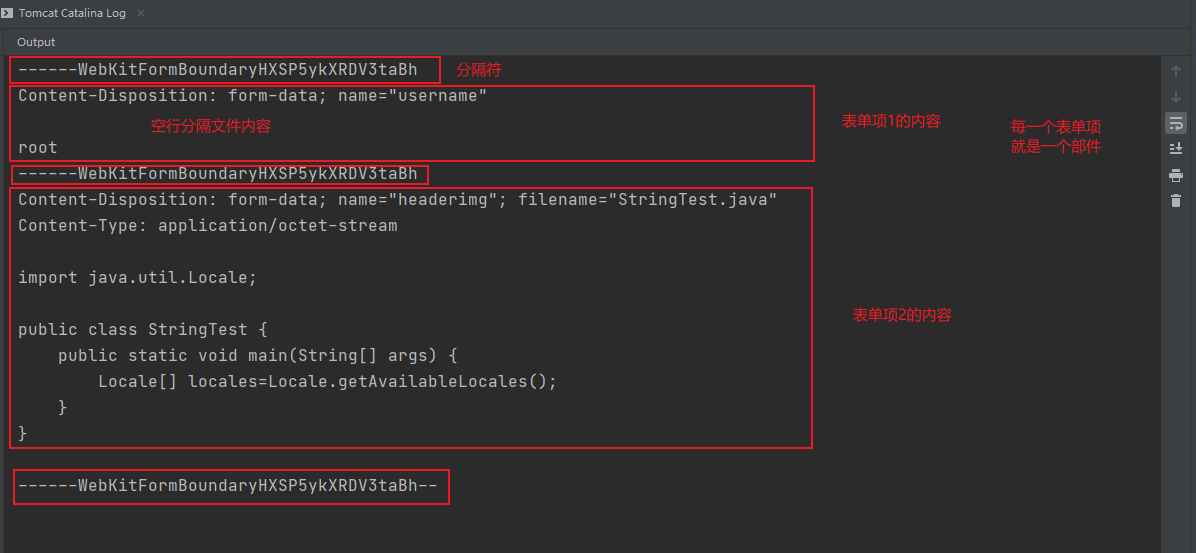 Tomcat Catalina Log
Output
------WebKitFormBoundaryHXSP5ykXRDV3taBh
分隔符
Content-Disposition: form-data; name="username"
空行分隔文件内容
表单项1的内容
每一个表单项
就是一个部件
root
------WebKitFormBoundaryHXSP5ykXRDV3taBh
Content-Disposition: form-data; name="headerimg"; filename="StringTest.java"
Content-Type: application/octet-stream
import java.util.Locale;
public class StringTest {
    public static void main(String[] args) {
        Locale[] locales=Locale.getAvailableLocales();
    }
}
表单项2的内容
------WebKitFormBoundaryHXSP5ykXRDV3taBh--